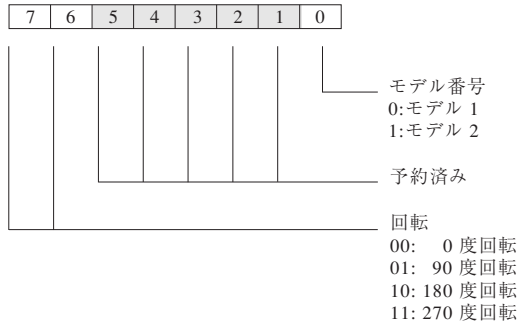 7 6 5 4 3 2 1 0
モデル番号
0:モデル 1
1:モデル 2
予約済み
回転
00: 0 度回転
01: 90 度回転
10: 180 度回転
11: 270 度回転